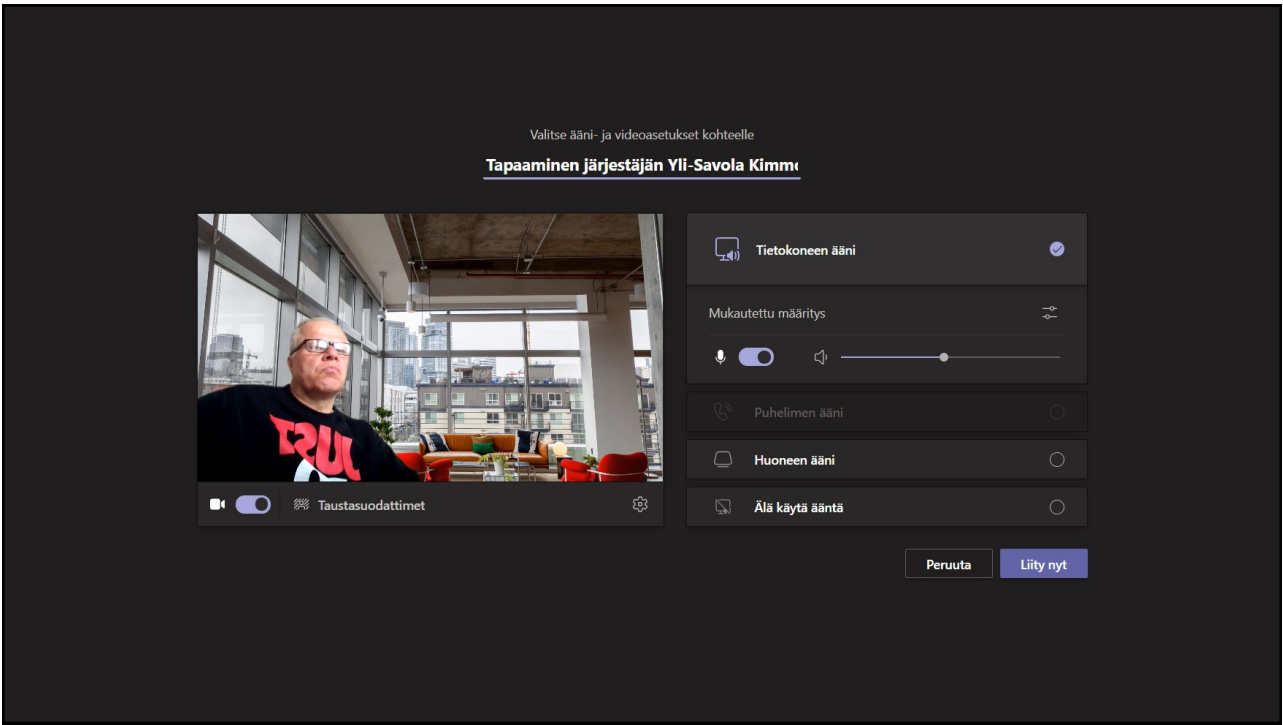 Valitse ääni- ja videoasetukset kohteelle
Tapaaminen järjestäjän Yli-Savola Kimm
Tietokoneen ääni
Mukautettu määritys
Puhelimen ääni
Huoneen ääni
Älä käytä ääntä
Taustasuodattimet
Peruuta
Liity nyt